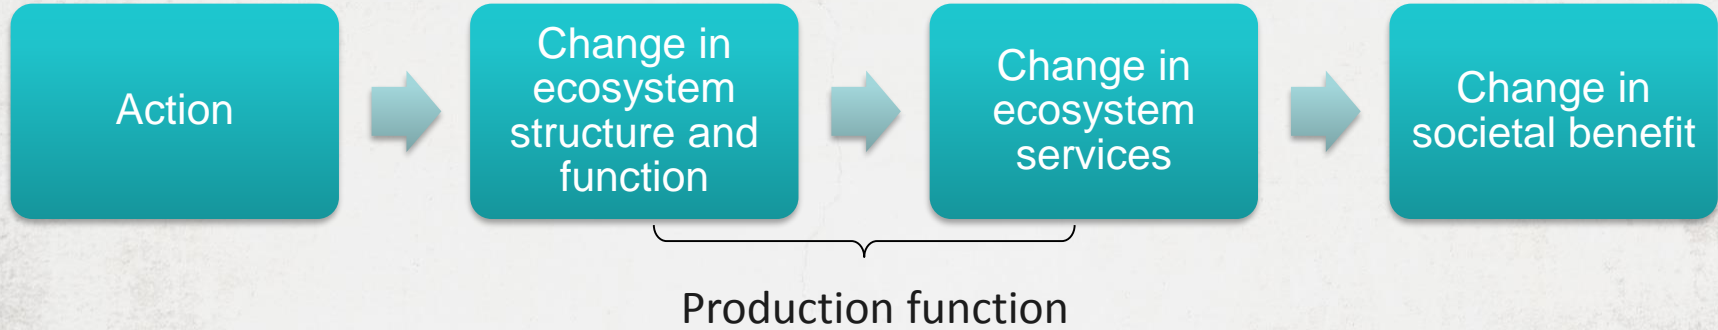 Action
Change in
ecosystem
structure and
function
Change in
ecosystem
services
Change in
societal benefit
Production function